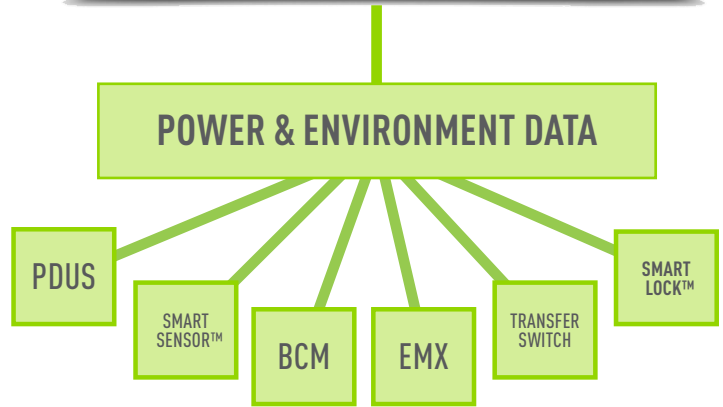 POWER & ENVIRONMENT DATA
PDUS
SMART
SENSOR™
BCM
EMX
TRANSFER
SWITCH
SMART
LOCK™